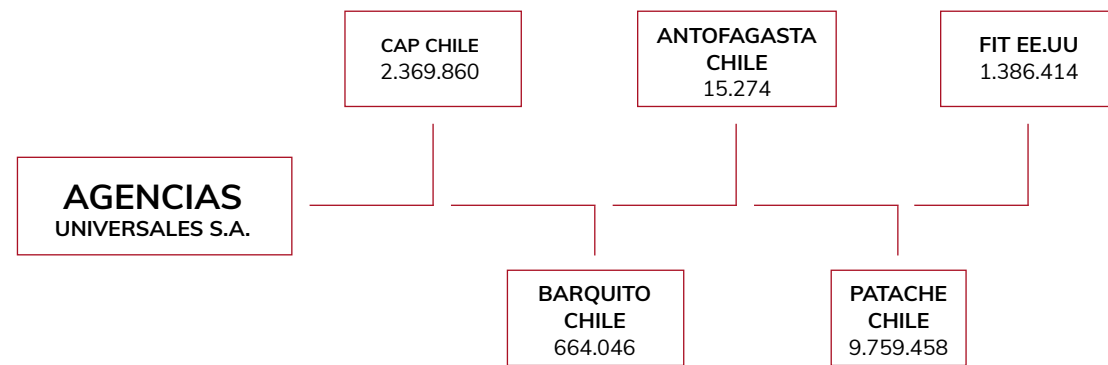 CAP CHILE
2.369.860
ANTOFAGASTA
CHILE
15.274
FIT EE.UU
1.386.414
AGENCIAS
UNIVERSALES S.A.
BARQUITO
CHILE
664.046
PATACHE
CHILE
9.759.458